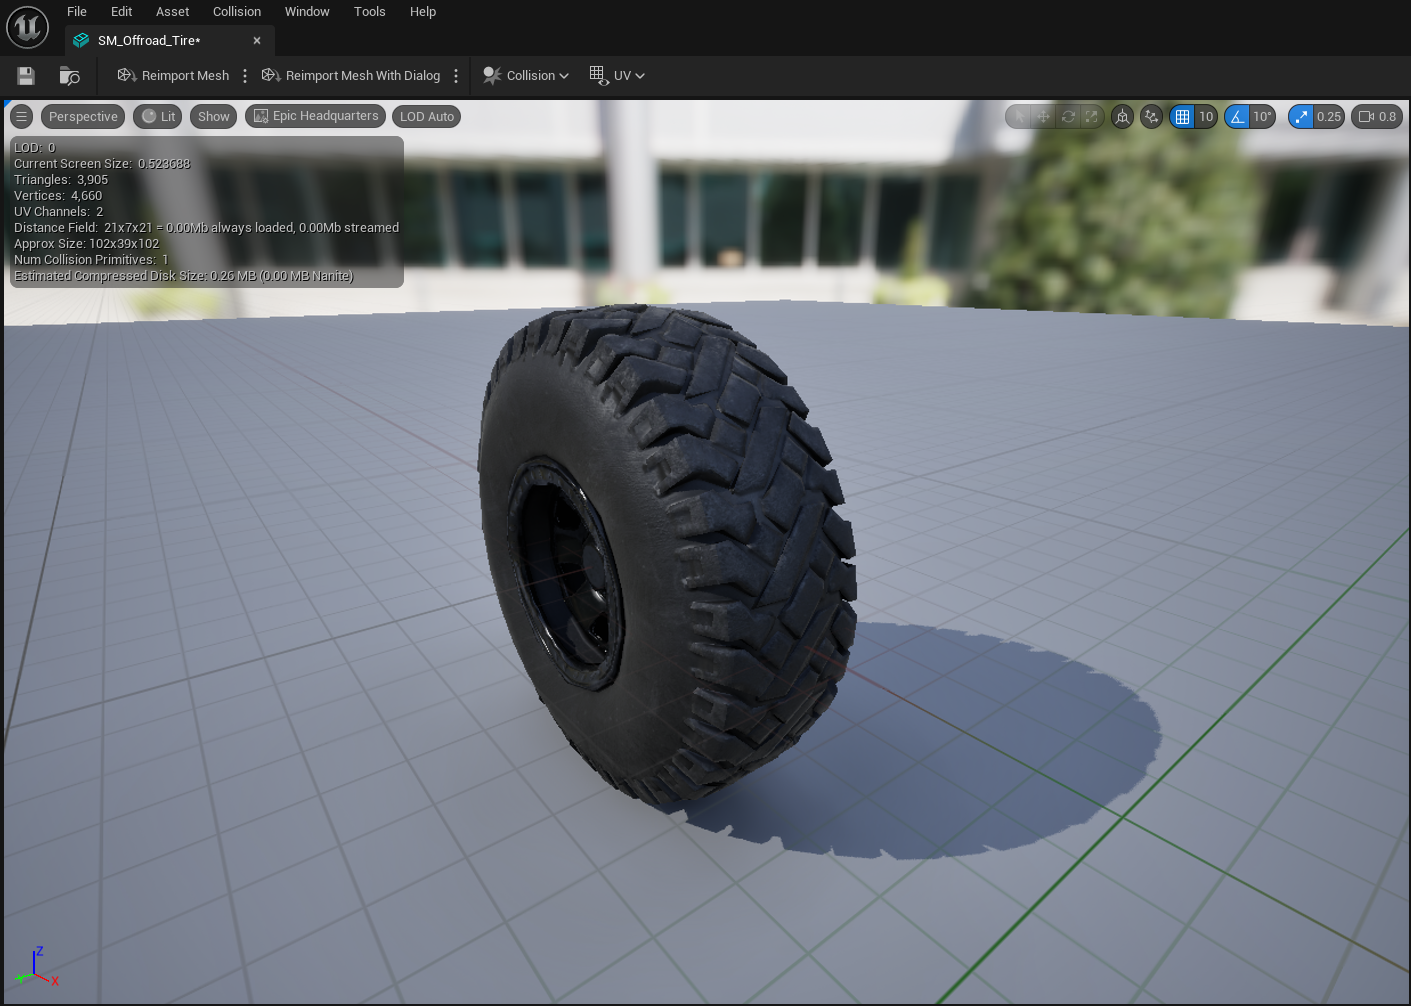 File Edit Asset Collision Window Tools Help
SM_Offroad_Tire*
Reimport Mesh Reimport Mesh With Dialog Collision UV
Perspective Lit Show Epic Headquarters LOD Auto 10 10° 0.25 0.8
LOD: 0
Current Screen Size: 0.523688
Triangles: 3,905
Vertices: 4,660
UV Channels: 2
Distance Field: 21x7x21 = 0.00Mb always loaded, 0.00Mb streamed
Approx Size: 102x39x102
Num Collision Primitives: 1
Estimated Compressed Disk Size: 0.26 MB (0.00 MB Nanite)
Z
Y X